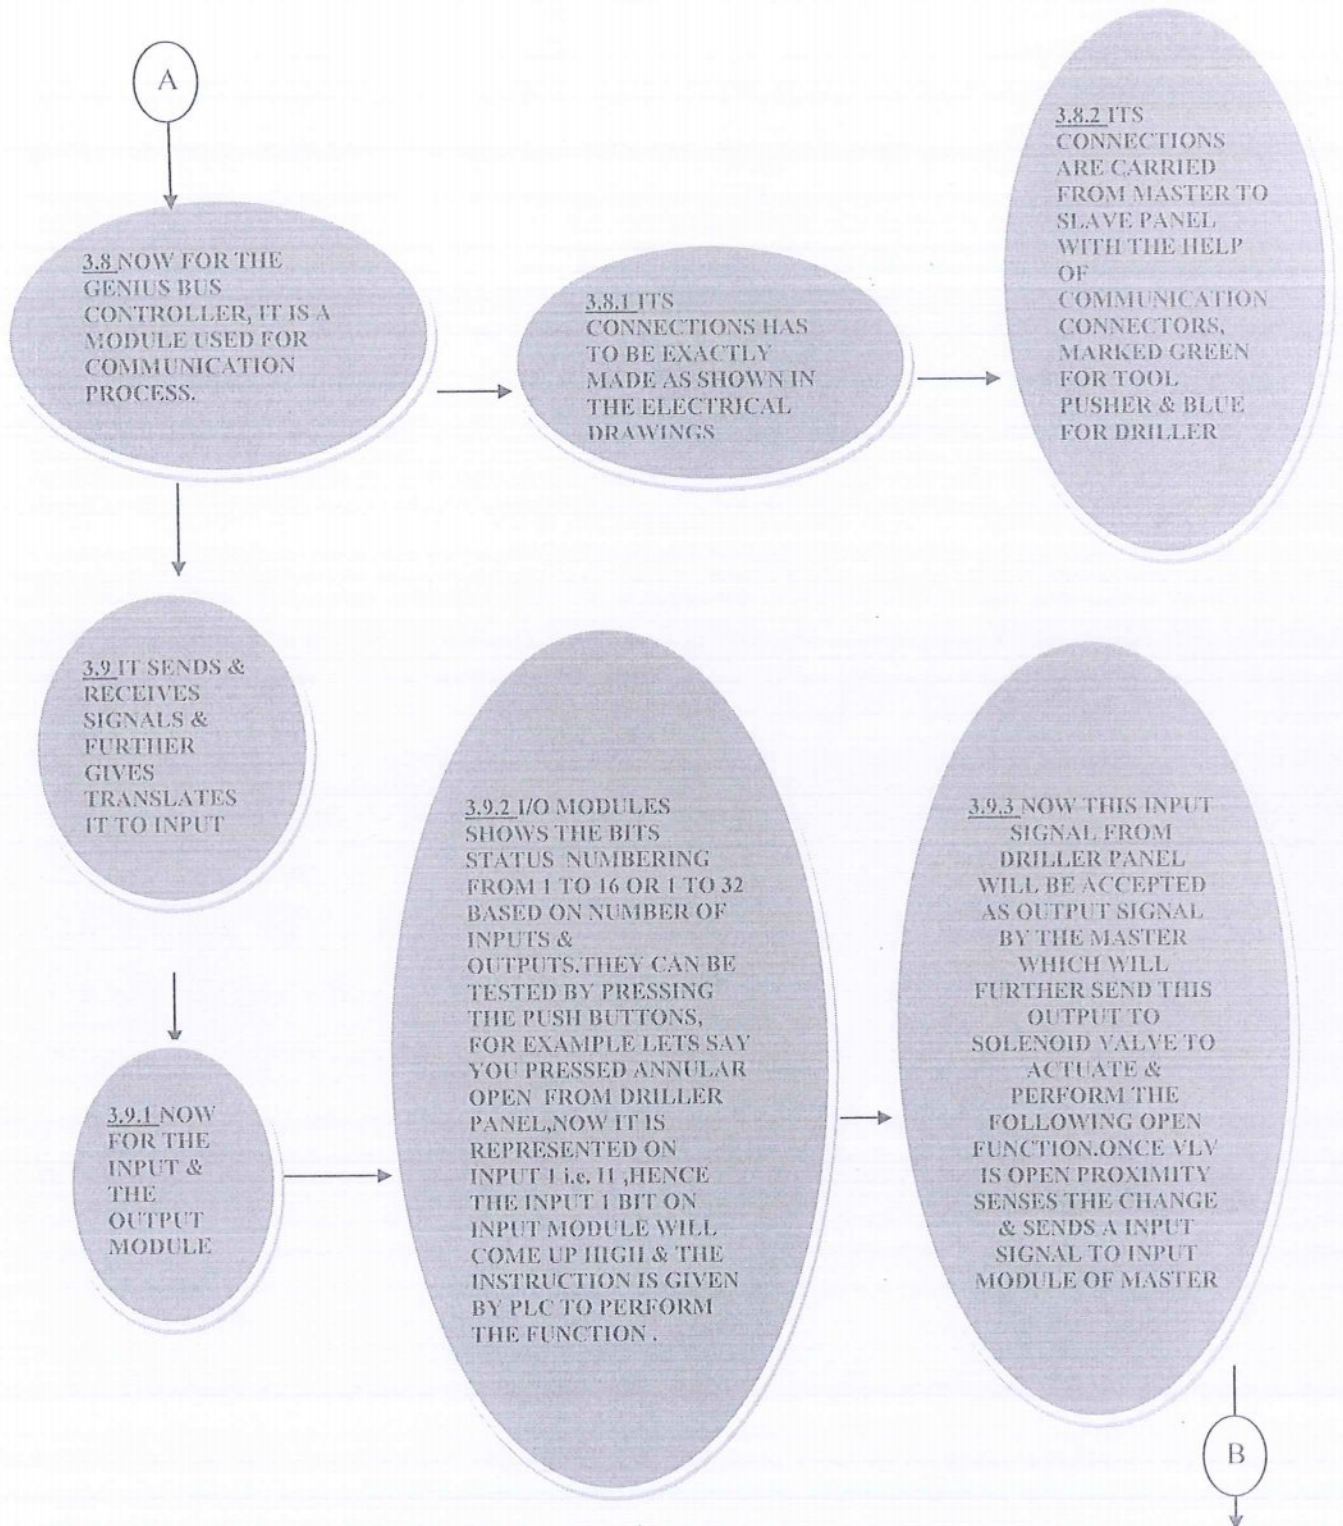 A
3.8 NOW FOR THE
GENIUS BUS
CONTROLLER, IT IS A
MODULE USED FOR
COMMUNICATION
PROCESS.
3.8.1 ITS
CONNECTIONS HAS
TO BE EXACTLY
MADE AS SHOWN IN
THE ELECTRICAL
DRAWINGS
3.8.2 ITS
CONNECTIONS
ARE CARRIED
FROM MASTER TO
SLAVE PANEL
WITH THE HELP
OF
COMMUNICATION
CONNECTORS,
MARKED GREEN
FOR TOOL
PUSHER & BLUE
FOR DRILLER
3.9 IT SENDS &
RECEIVES
SIGNALS &
FURTHER
GIVES
TRANSLATES
IT TO INPUT
3.9.1 NOW
FOR THE
INPUT &
THE
OUTPUT
MODULE
3.9.2 I/O MODULES
SHOWS THE BITS
STATUS NUMBERING
FROM 1 TO 16 OR 1 TO 32
BASED ON NUMBER OF
INPUTS &
OUTPUTS.THEY CAN BE
TESTED BY PRESSING
THE PUSH BUTTONS,
FOR EXAMPLE LETS SAY
YOU PRESSED ANNULAR
OPEN FROM DRILLER
PANEL,NOW IT IS
REPRESENTED ON
INPUT 1 i.e. I1 ,HENCE
THE INPUT 1 BIT ON
INPUT MODULE WILL
COME UP HIGH & THE
INSTRUCTION IS GIVEN
BY PLC TO PERFORM
THE FUNCTION .
3.9.3 NOW THIS INPUT
SIGNAL FROM
DRILLER PANEL
WILL BE ACCEPTED
AS OUTPUT SIGNAL
BY THE MASTER
WHICH WILL
FURTHER SEND THIS
OUTPUT TO
SOLENOID VALVE TO
ACTUATE &
PERFORM THE
FOLLOWING OPEN
FUNCTION.ONCE VLV
IS OPEN PROXIMITY
SENSES THE CHANGE
& SENDS A INPUT
SIGNAL TO INPUT
MODULE OF MASTER
B